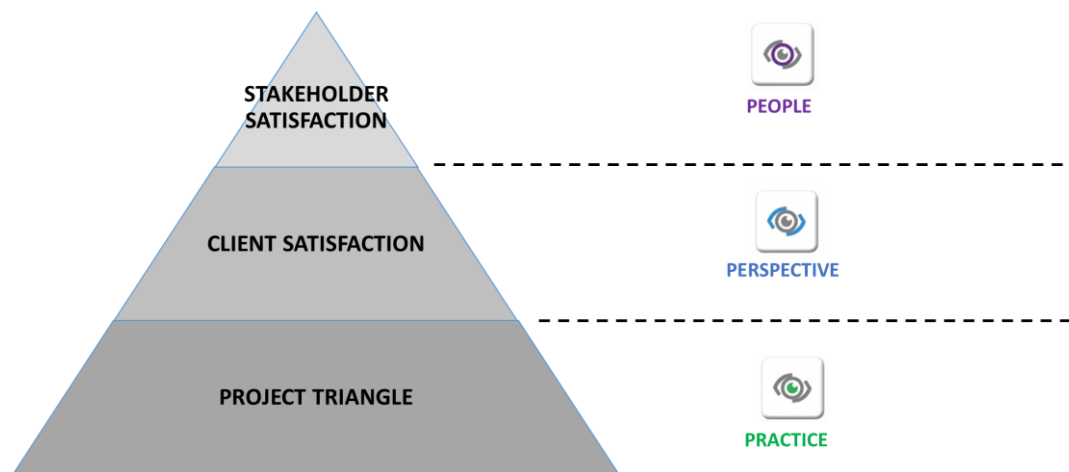 STAKEHOLDER
SATISFACTION
PEOPLE
CLIENT SATISFACTION
PERSPECTIVE
PROJECT TRIANGLE
PRACTICE